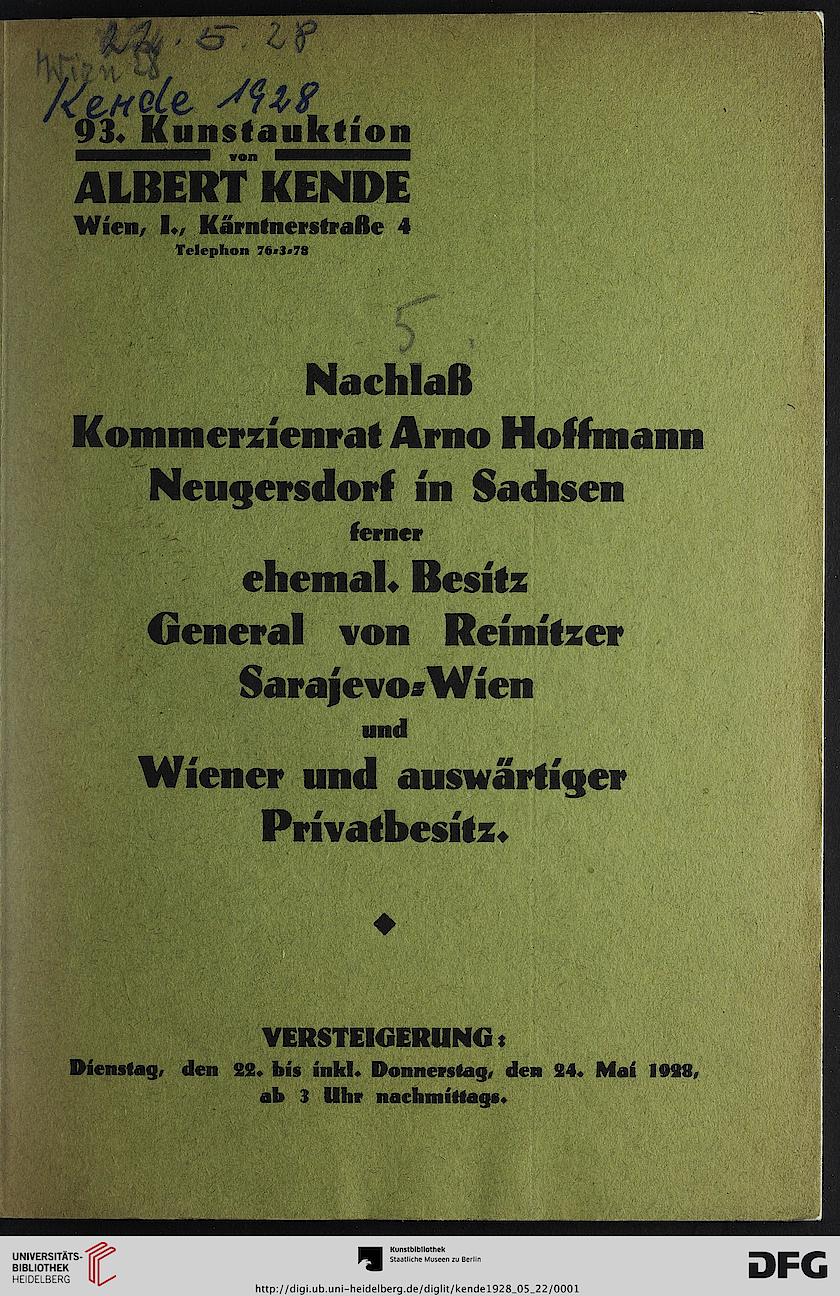 22. 5. 28
Wien 28
Kende 1928
93. Kunstauktion
von
ALBERT KENDE
Wien, I., Kärntnerstraße 4
Telephon 76-3-78
5.
Nachlaß
Kommerzienrat Arno Hoffmann
Neugersdorf in Sachsen
ferner
ehemal. Besitz
General von Reinitzer
Sarajevo-Wien
und
Wiener und auswärtiger
Privatbesitz.
VERSTEIGERUNG:
Dienstag, den 22. bis inkl. Donnerstag, den 24. Mai 1928,
ab 3 Uhr nachmittags.
UNIVERSITÄTS-
BIBLIOTHEK
HEIDELBERG
Kunstbibliothek
Staatliche Museen zu Berlin
DFG
http://digi.ub.uni-heidelberg.de/diglit/kende1928_05_22/0001